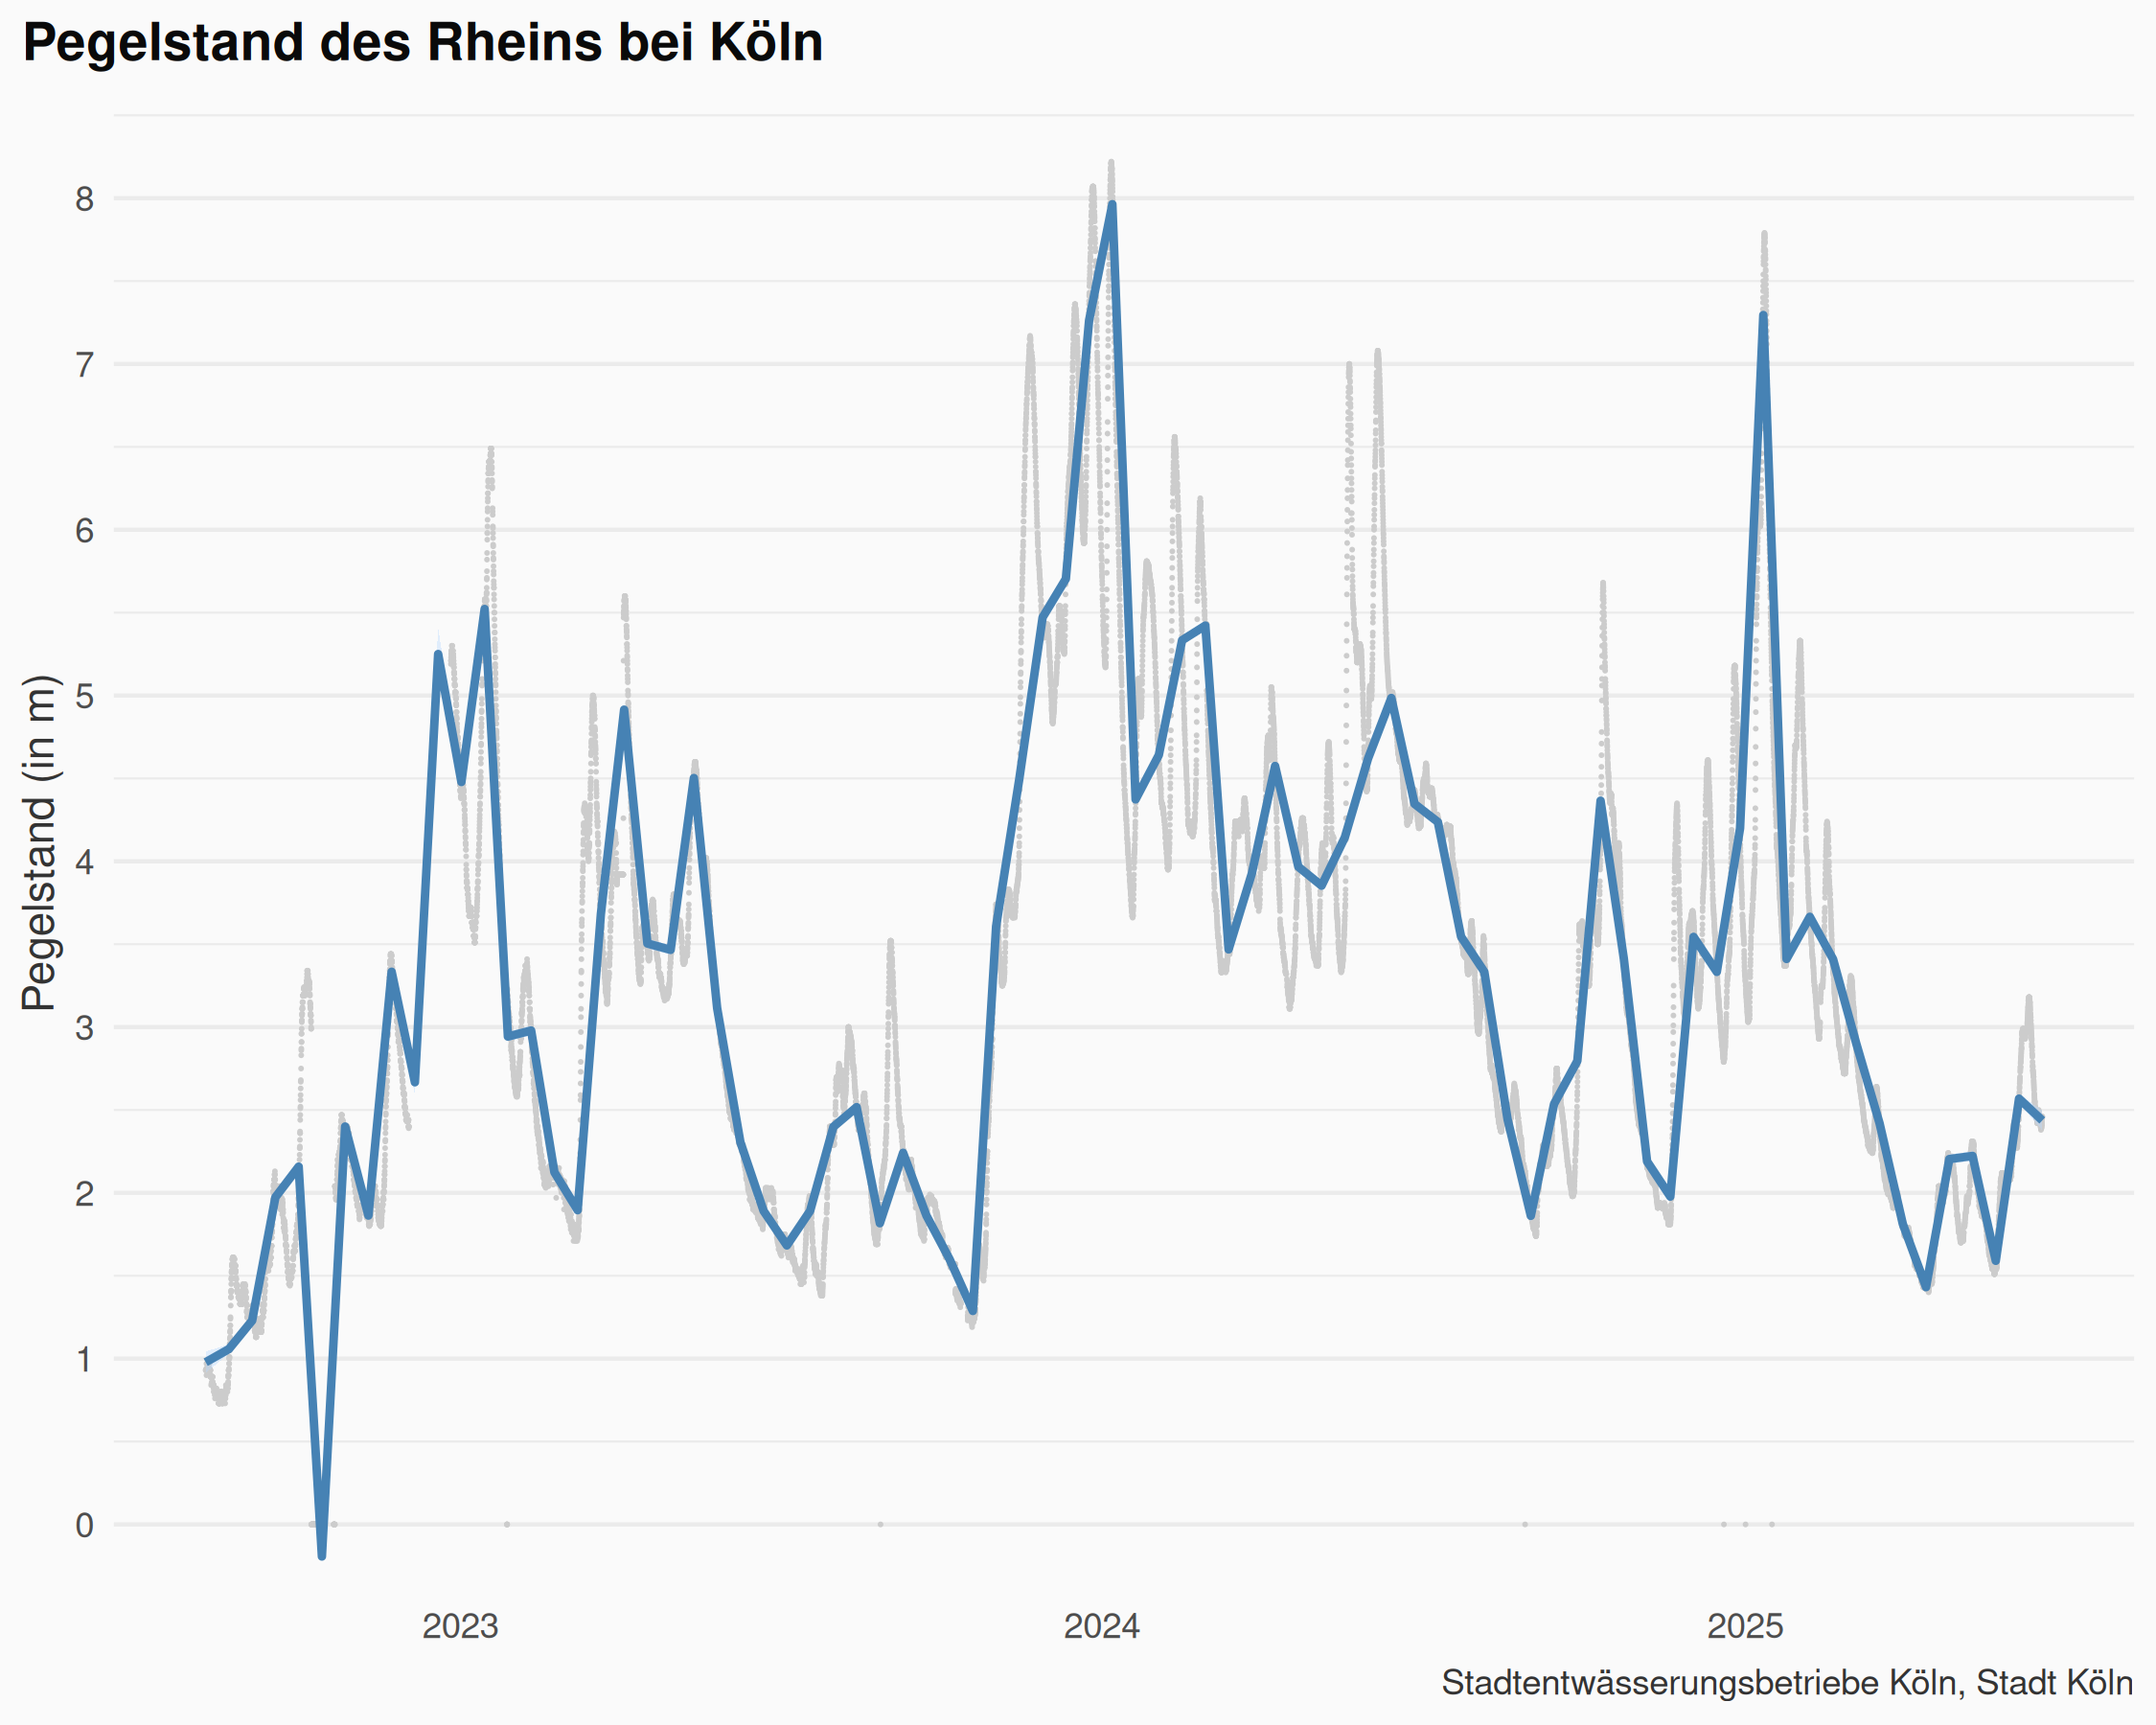 Pegelstand des Rheins bei Köln
Pegelstand (in m)
8
7
6
5
4
3
2
1
0
2023 2024 2025
Stadtentwässerungsbetriebe Köln, Stadt Köln